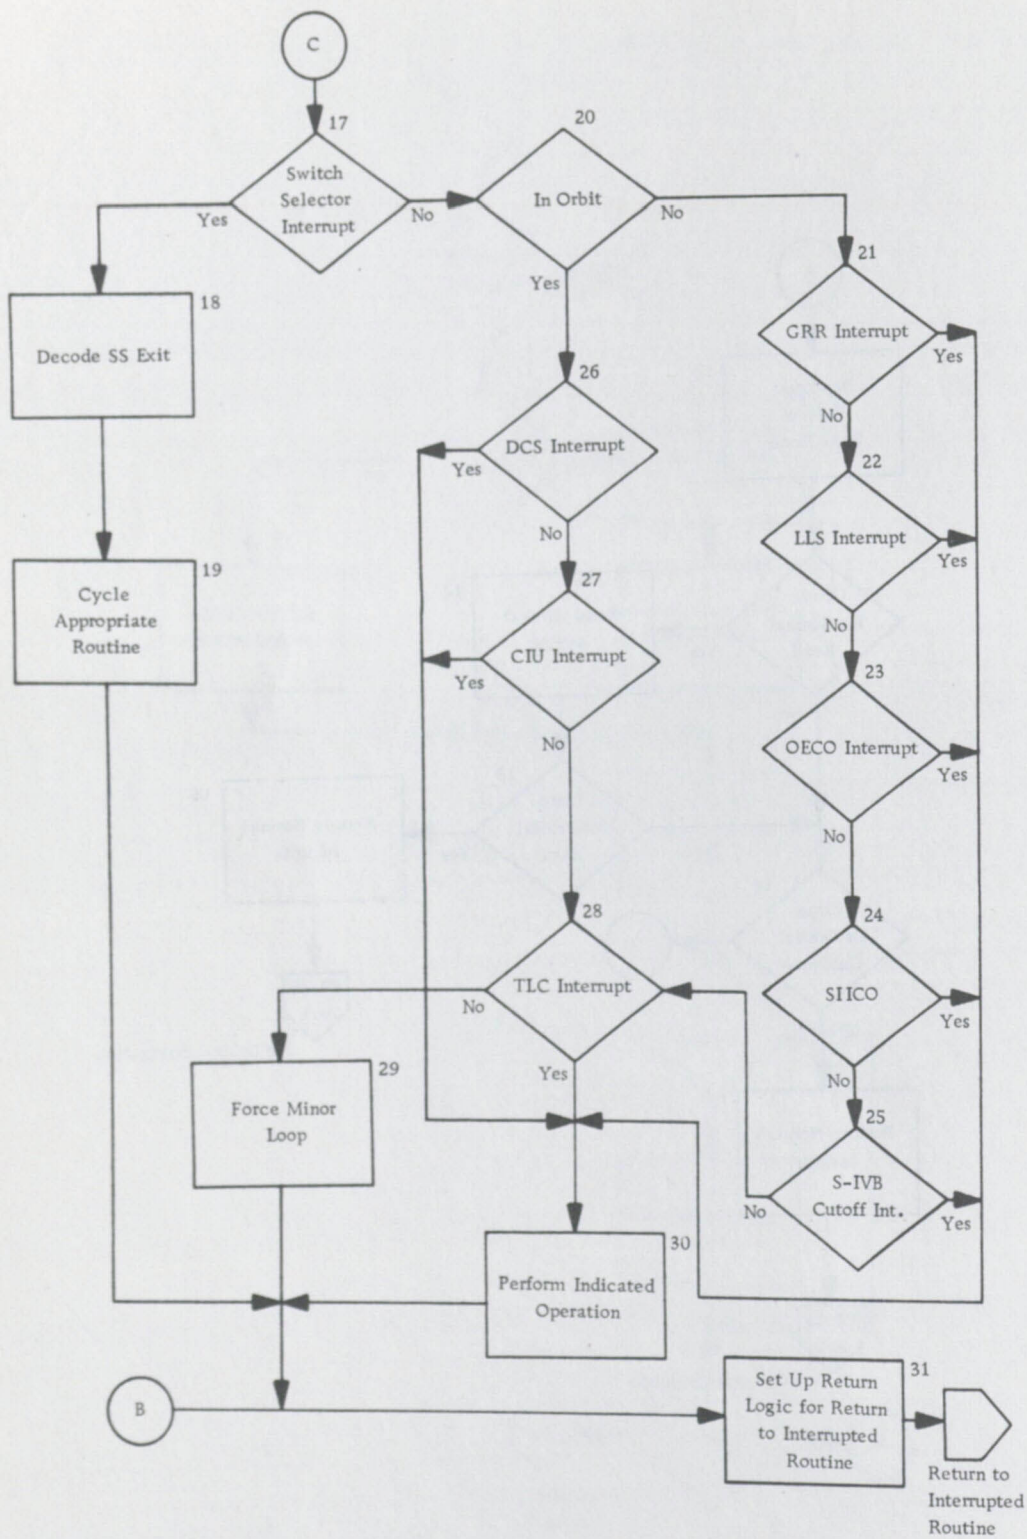 C
17
Switch
Selector
Interrupt
Yes
No
20
In Orbit
No
Yes
18
Decode SS Exit
21
GRR Interrupt
Yes
No
26
DCS Interrupt
Yes
No
22
LLS Interrupt
Yes
No
19
Cycle
Appropriate
Routine
27
CIU Interrupt
Yes
No
23
OECO Interrupt
Yes
No
28
TLC Interrupt
No
Yes
24
SIICO
Yes
No
29
Force Minor
Loop
25
S-IVB
Cutoff Int.
No
Yes
30
Perform Indicated
Operation
B
31
Set Up Return
Logic for Return
to Interrupted
Routine
Return to
Interrupted
Routine